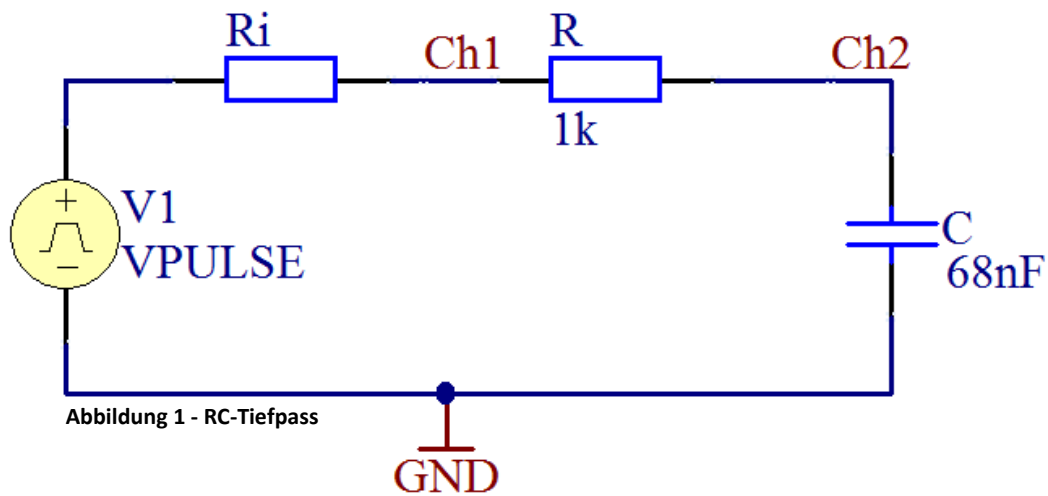 Ri
Ch1
R
Ch2
1k
V1
VPULSE
C
68nF
Abbildung 1 - RC-Tiefpass
GND